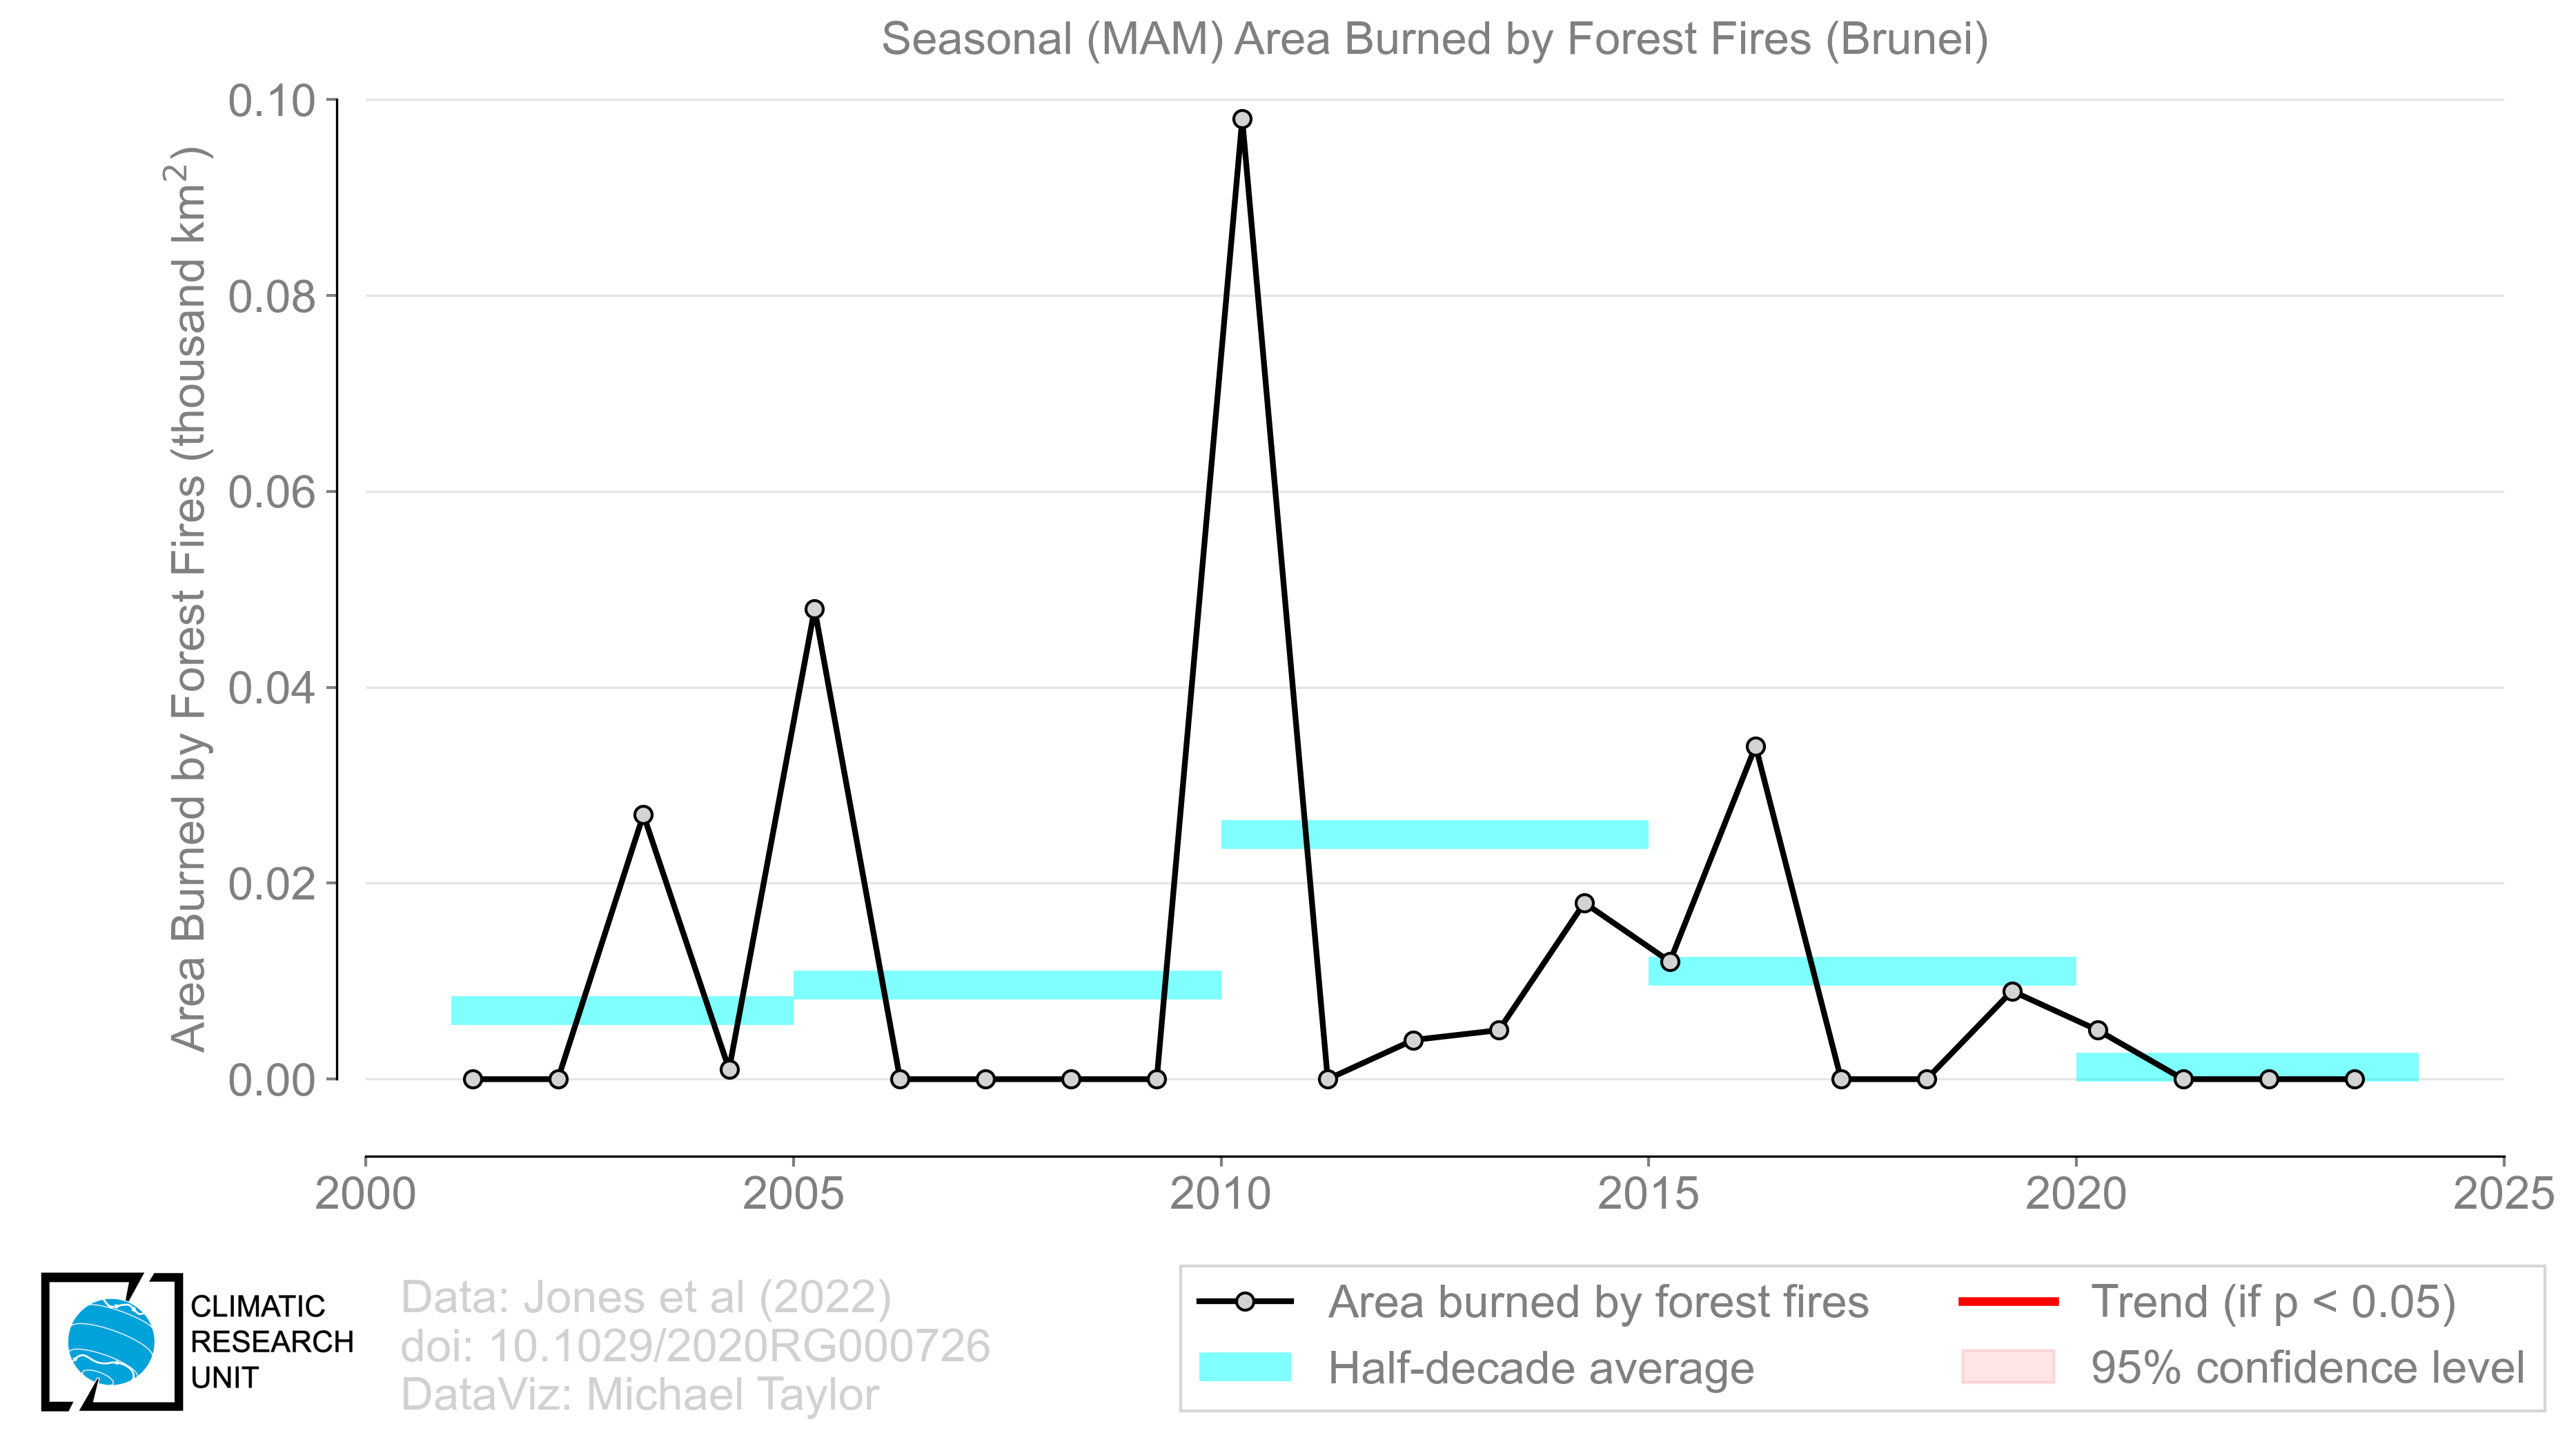 Seasonal (MAM) Area Burned by Forest Fires (Brunei)
Area Burned by Forest Fires (thousand km²)
0.10
0.08
0.06
0.04
0.02
0.00
2000
2005
2010
2015
2020
2025
CLIMATIC
RESEARCH
UNIT
Data: Jones et al (2022)
doi: 10.1029/2020RG000726
DataViz: Michael Taylor
Area burned by forest fires
Half-decade average
Trend (if p < 0.05)
95% confidence level